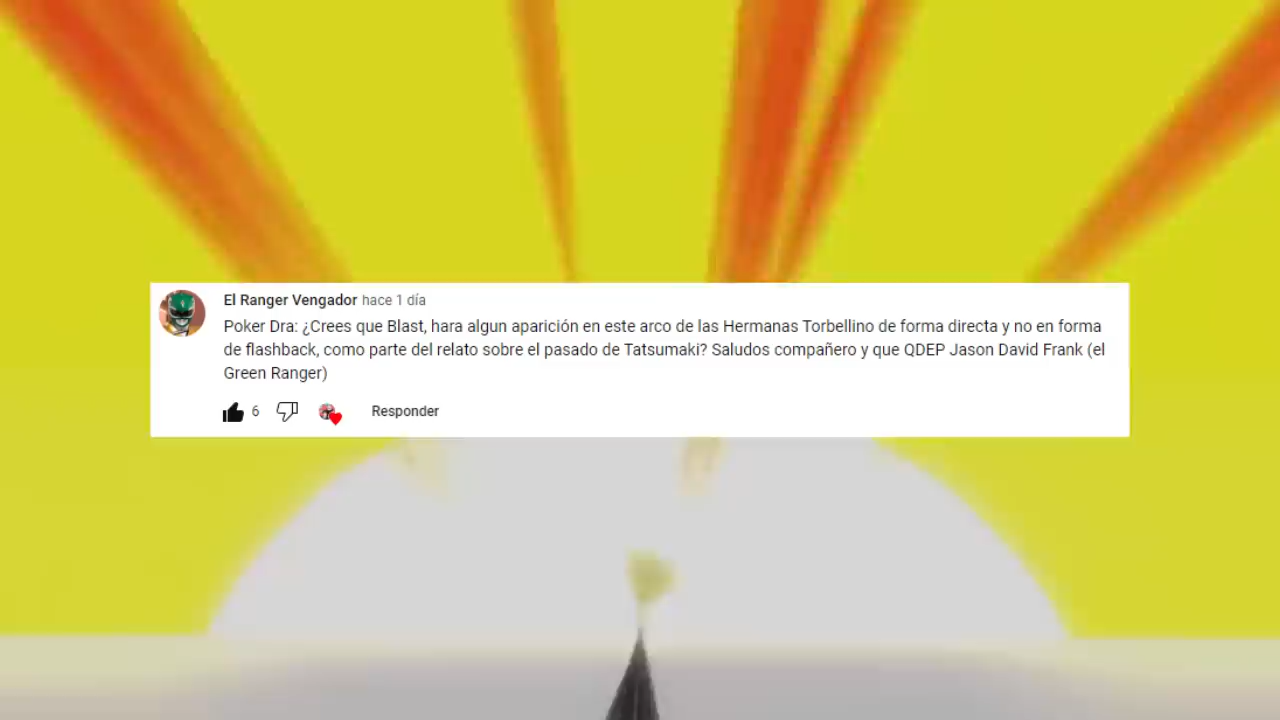 El Ranger Vengador hace 1 día
Poker Dra: ¿Crees que Blast, hara algun aparición en este arco de las Hermanas Torbellino de forma directa y no en forma
de flashback, como parte del relato sobre el pasado de Tatsumaki? Saludos compañero y que QDEP Jason David Frank (el
Green Ranger)
6 Responder